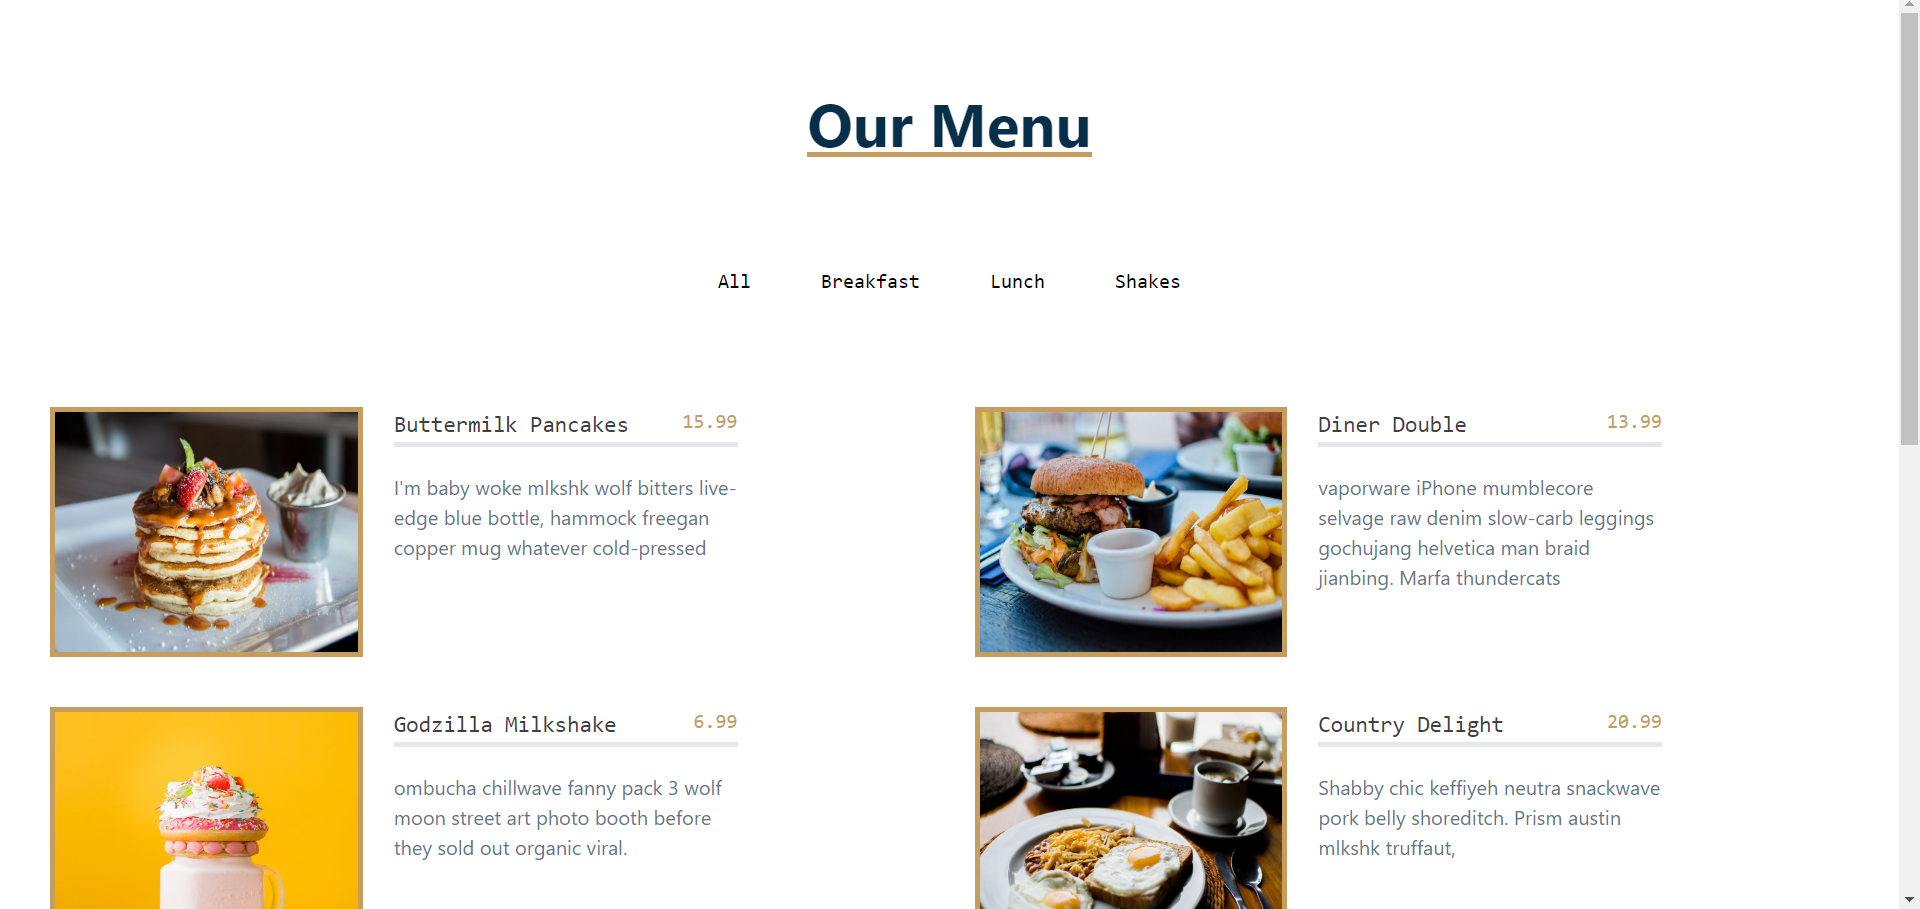 Our Menu
All Breakfast Lunch Shakes
Buttermilk Pancakes 15.99
I'm baby woke mlkshk wolf bitters live-
edge blue bottle, hammock freegan
copper mug whatever cold-pressed
Diner Double 13.99
vaporware iPhone mumblecore
selvage raw denim slow-carb leggings
gochujang helvetica man braid
jianbing. Marfa thundercats
Godzilla Milkshake 6.99
ombucha chillwave fanny pack 3 wolf
moon street art photo booth before
they sold out organic viral.
Country Delight 20.99
Shabby chic keffiyeh neutra snackwave
pork belly shoreditch. Prism austin
mlkshk truffaut,